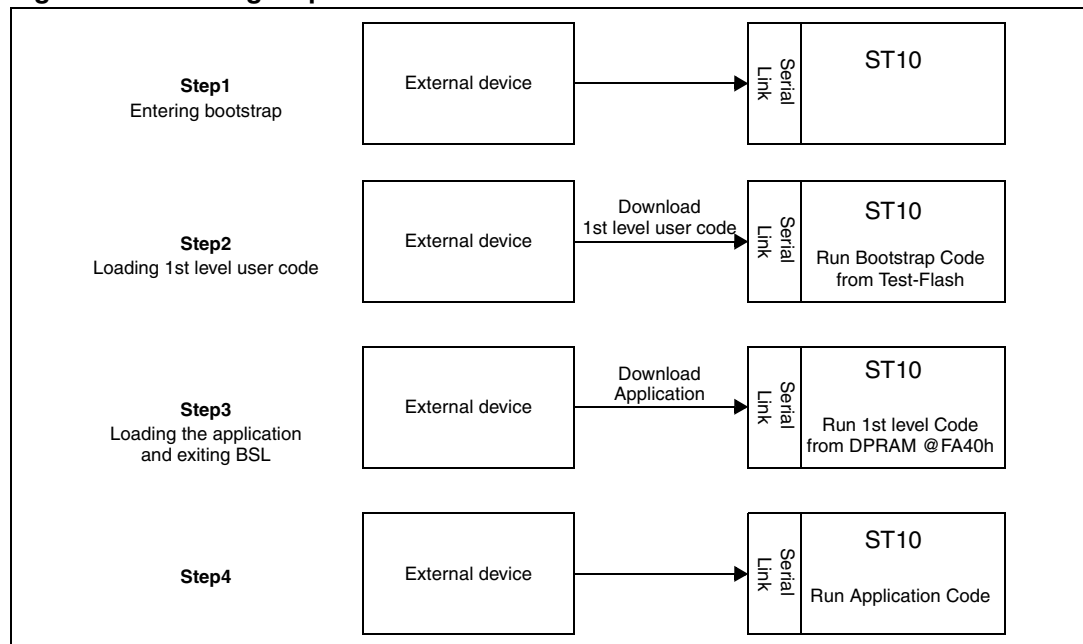 Step1
Entering bootstrap
External device
Serial
Link
ST10
Step2
Loading 1st level user code
External device
Download
1st level user code
Serial
Link
ST10
Run Bootstrap Code
from Test-Flash
Step3
Loading the application
and exiting BSL
External device
Download
Application
Serial
Link
ST10
Run 1st level Code
from DPRAM @FA40h
Step4
External device
Serial
Link
ST10
Run Application Code